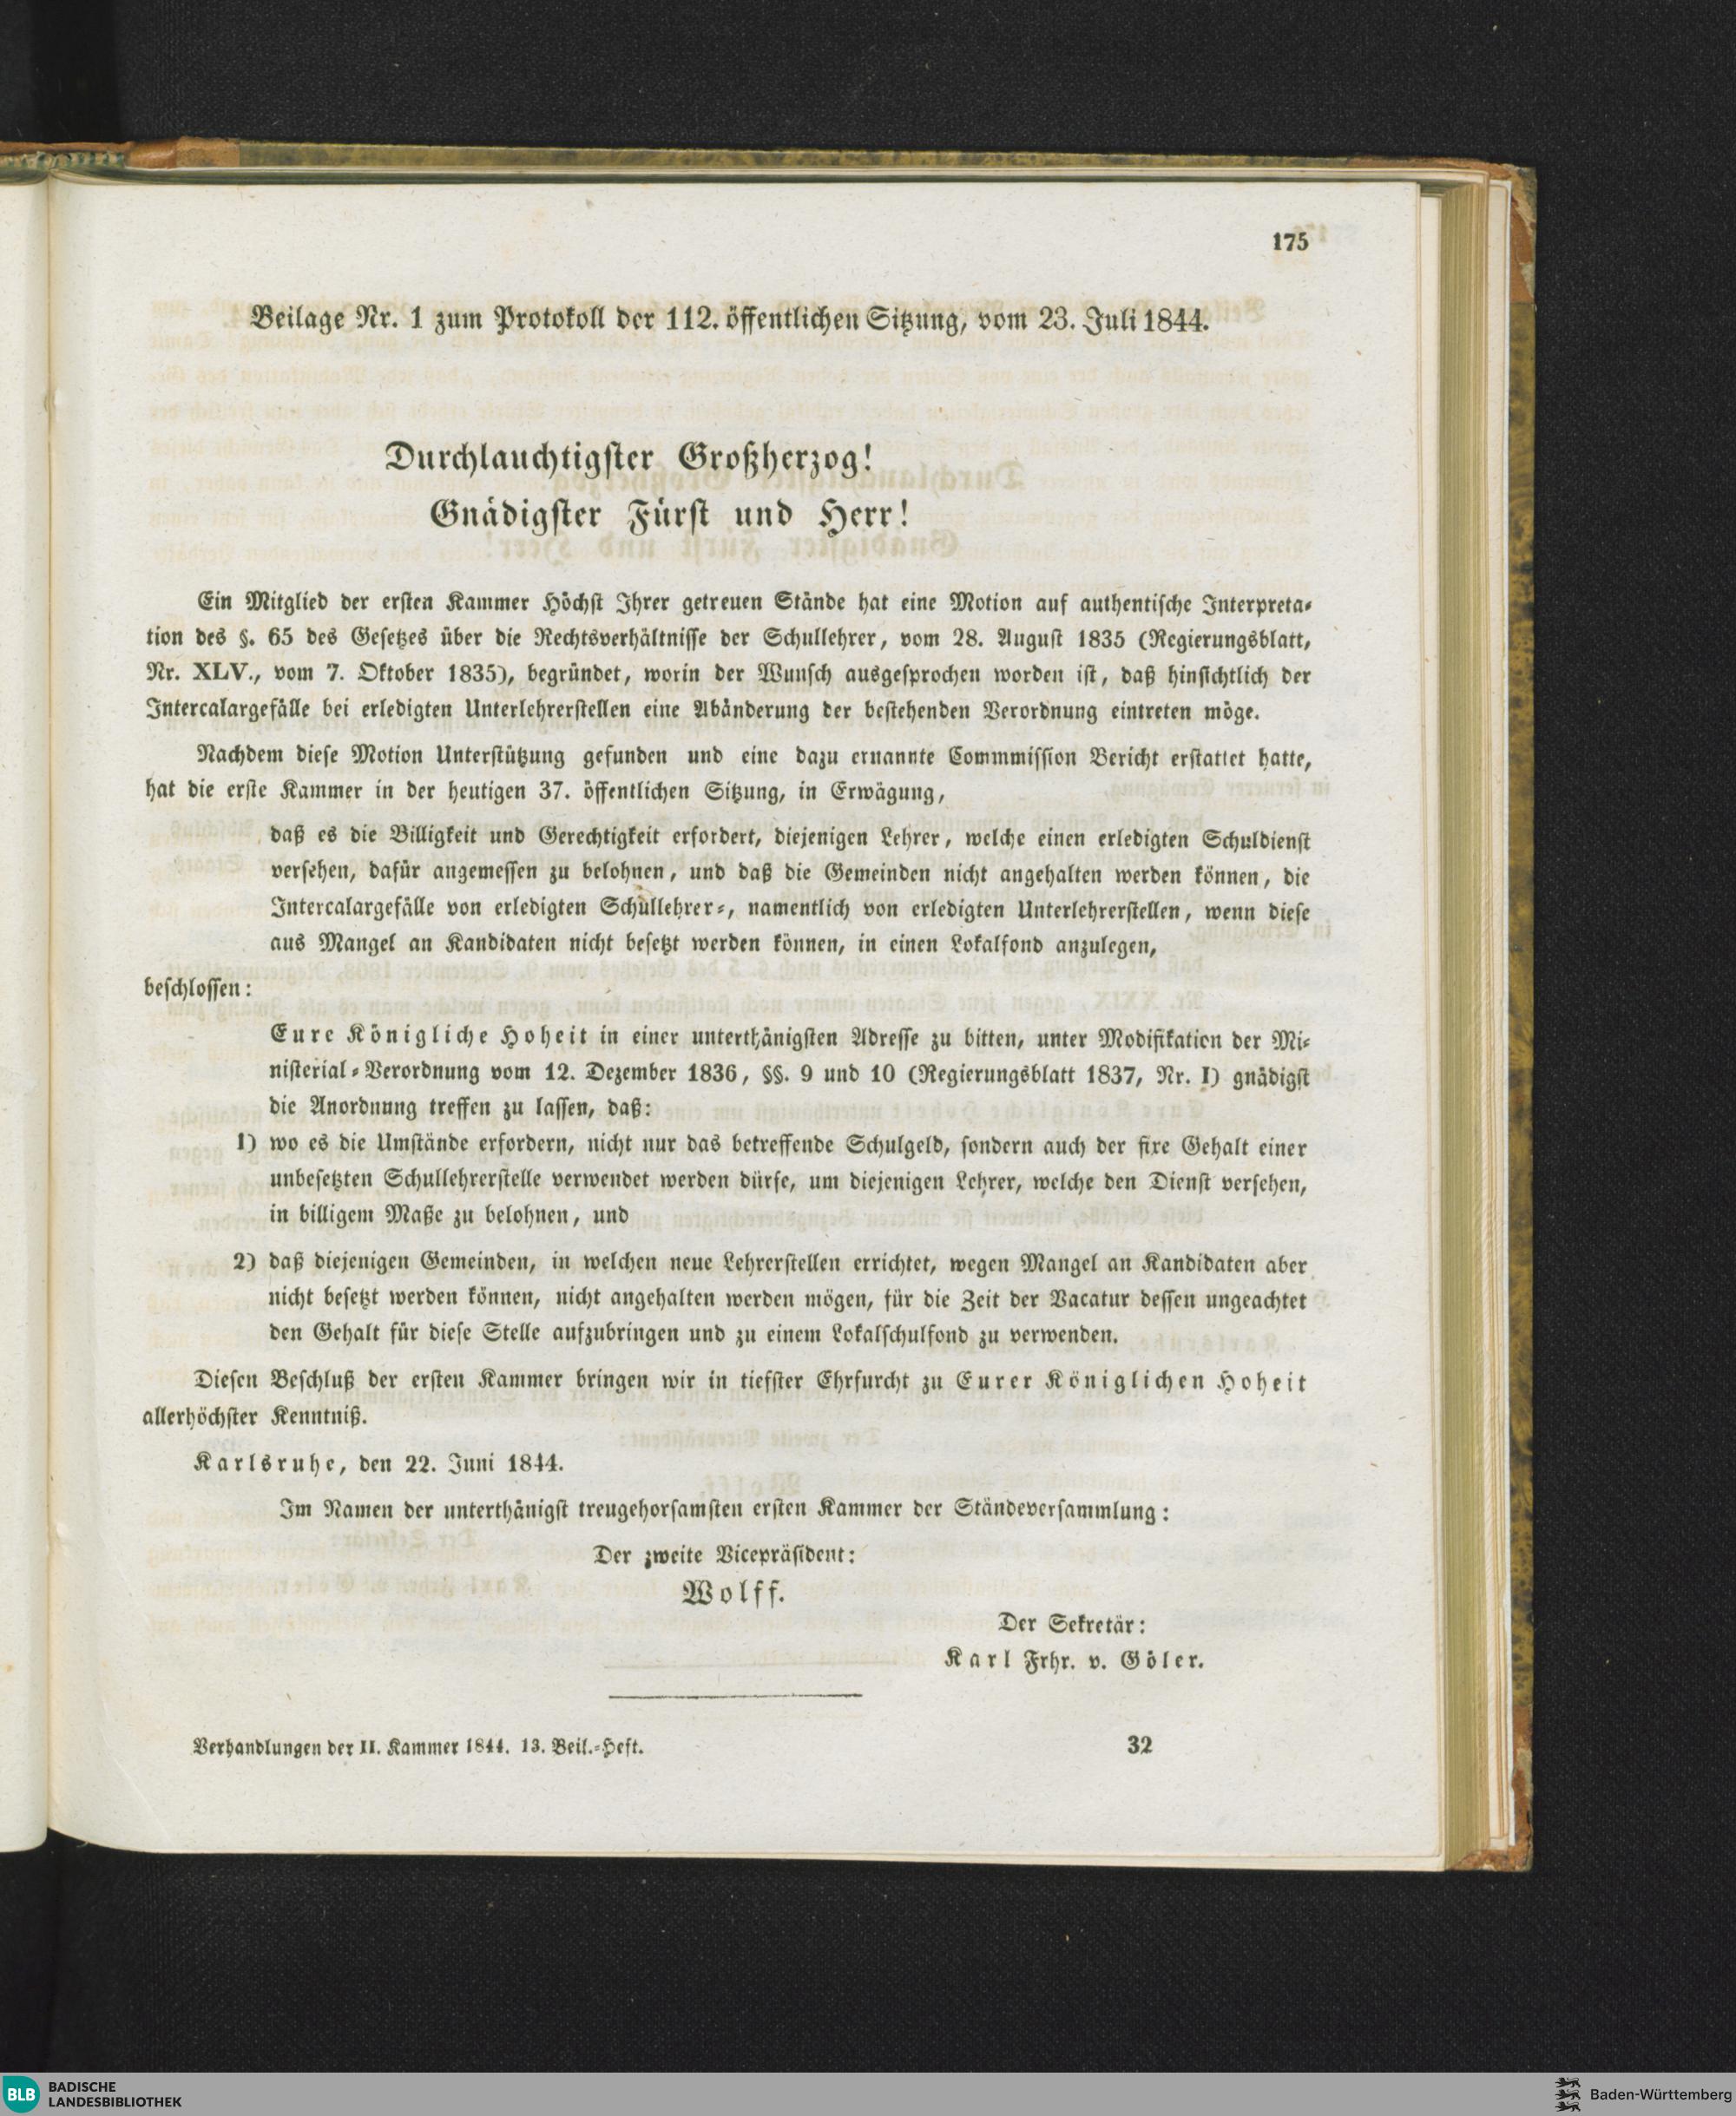 175
Beilage Nr. 1 zum Protokoll der 112. öffentlichen Sitzung, vom 23. Juli 1844.
Durchlauchtigster Großherzog!
Gnädigster Fürst und Herr!
Ein Mitglied der ersten Kammer Höchst Ihrer getreuen Stände hat eine Motion auf authentische Interpreta-
tion des §. 65 des Gesetzes über die Rechtsverhältnisse der Schullehrer, vom 28. August 1835 (Regierungsblatt,
Nr. XLV., vom 7. Oktober 1835), begründet, worin der Wunsch ausgesprochen worden ist, daß hinsichtlich der
Intercalargefälle bei erledigten Unterlehrerstellen eine Abänderung der bestehenden Verordnung eintreten möge.
Nachdem diese Motion Unterstützung gefunden und eine dazu ernannte Commmission Bericht erstattet hatte,
hat die erste Kammer in der heutigen 37. öffentlichen Sitzung, in Erwägung,
daß es die Billigkeit und Gerechtigkeit erfordert, diejenigen Lehrer, welche einen erledigten Schuldienst
versehen, dafür angemessen zu belohnen, und daß die Gemeinden nicht angehalten werden können, die
Intercalargefälle von erledigten Schullehrer-, namentlich von erledigten Unterlehrerstellen, wenn diese
aus Mangel an Kandidaten nicht besetzt werden können, in einen Lokalfond anzulegen,
beschlossen:
Eure Königliche Hoheit in einer unterthänigsten Adresse zu bitten, unter Modifikation der Mi-
nisterial-Verordnung vom 12. Dezember 1836, §§. 9 und 10 (Regierungsblatt 1837, Nr. I) gnädigst
die Anordnung treffen zu lassen, daß:
1) wo es die Umstände erfordern, nicht nur das betreffende Schulgeld, sondern auch der fixe Gehalt einer
unbesetzten Schullehrerstelle verwendet werden dürfe, um diejenigen Lehrer, welche den Dienst versehen,
in billigem Maße zu belohnen, und
2) daß diejenigen Gemeinden, in welchen neue Lehrerstellen errichtet, wegen Mangel an Kandidaten aber
nicht besetzt werden können, nicht angehalten werden mögen, für die Zeit der Vacatur dessen ungeachtet
den Gehalt für diese Stelle aufzubringen und zu einem Lokalschulfond zu verwenden.
Diesen Beschluß der ersten Kammer bringen wir in tiefster Ehrfurcht zu Eurer Königlichen Hoheit
allerhöchster Kenntniß.
Karlsruhe, den 22. Juni 1844.
Im Namen der unterthänigst treugehorsamsten ersten Kammer der Ständeversammlung:
Der zweite Vicepräsident:
Wolff.
Der Sekretär:
Karl Frhr. v. Göler.
Verhandlungen der II. Kammer 1844. 13. Beil.-Heft. 32
BLB BADISCHE
LANDESBIBLIOTHEK
Baden-Württemberg